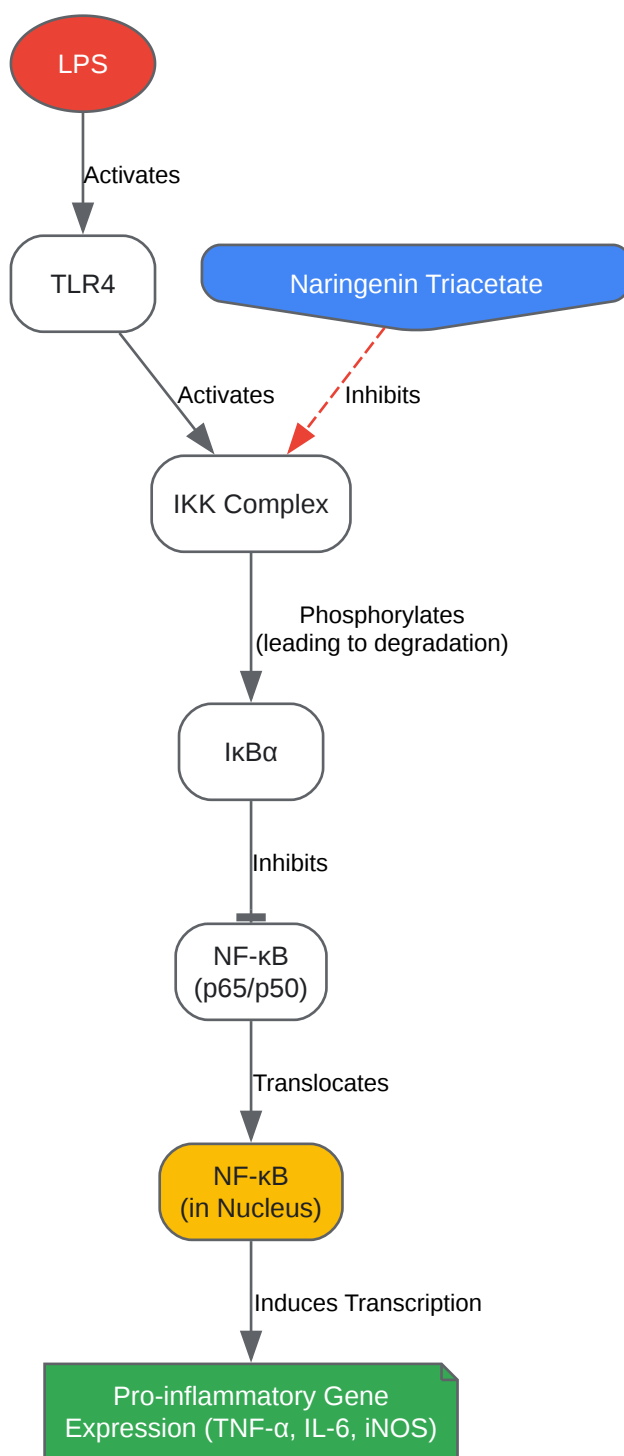 LPS
Activates
TLR4
Naringenin Triacetate
Activates
Inhibits
IKK Complex
Phosphorylates
(leading to degradation)
IκBα
Inhibits
NF-κB
(p65/p50)
Translocates
NF-κB
(in Nucleus)
Induces Transcription
Pro-inflammatory Gene
Expression (TNF-α, IL-6, iNOS)